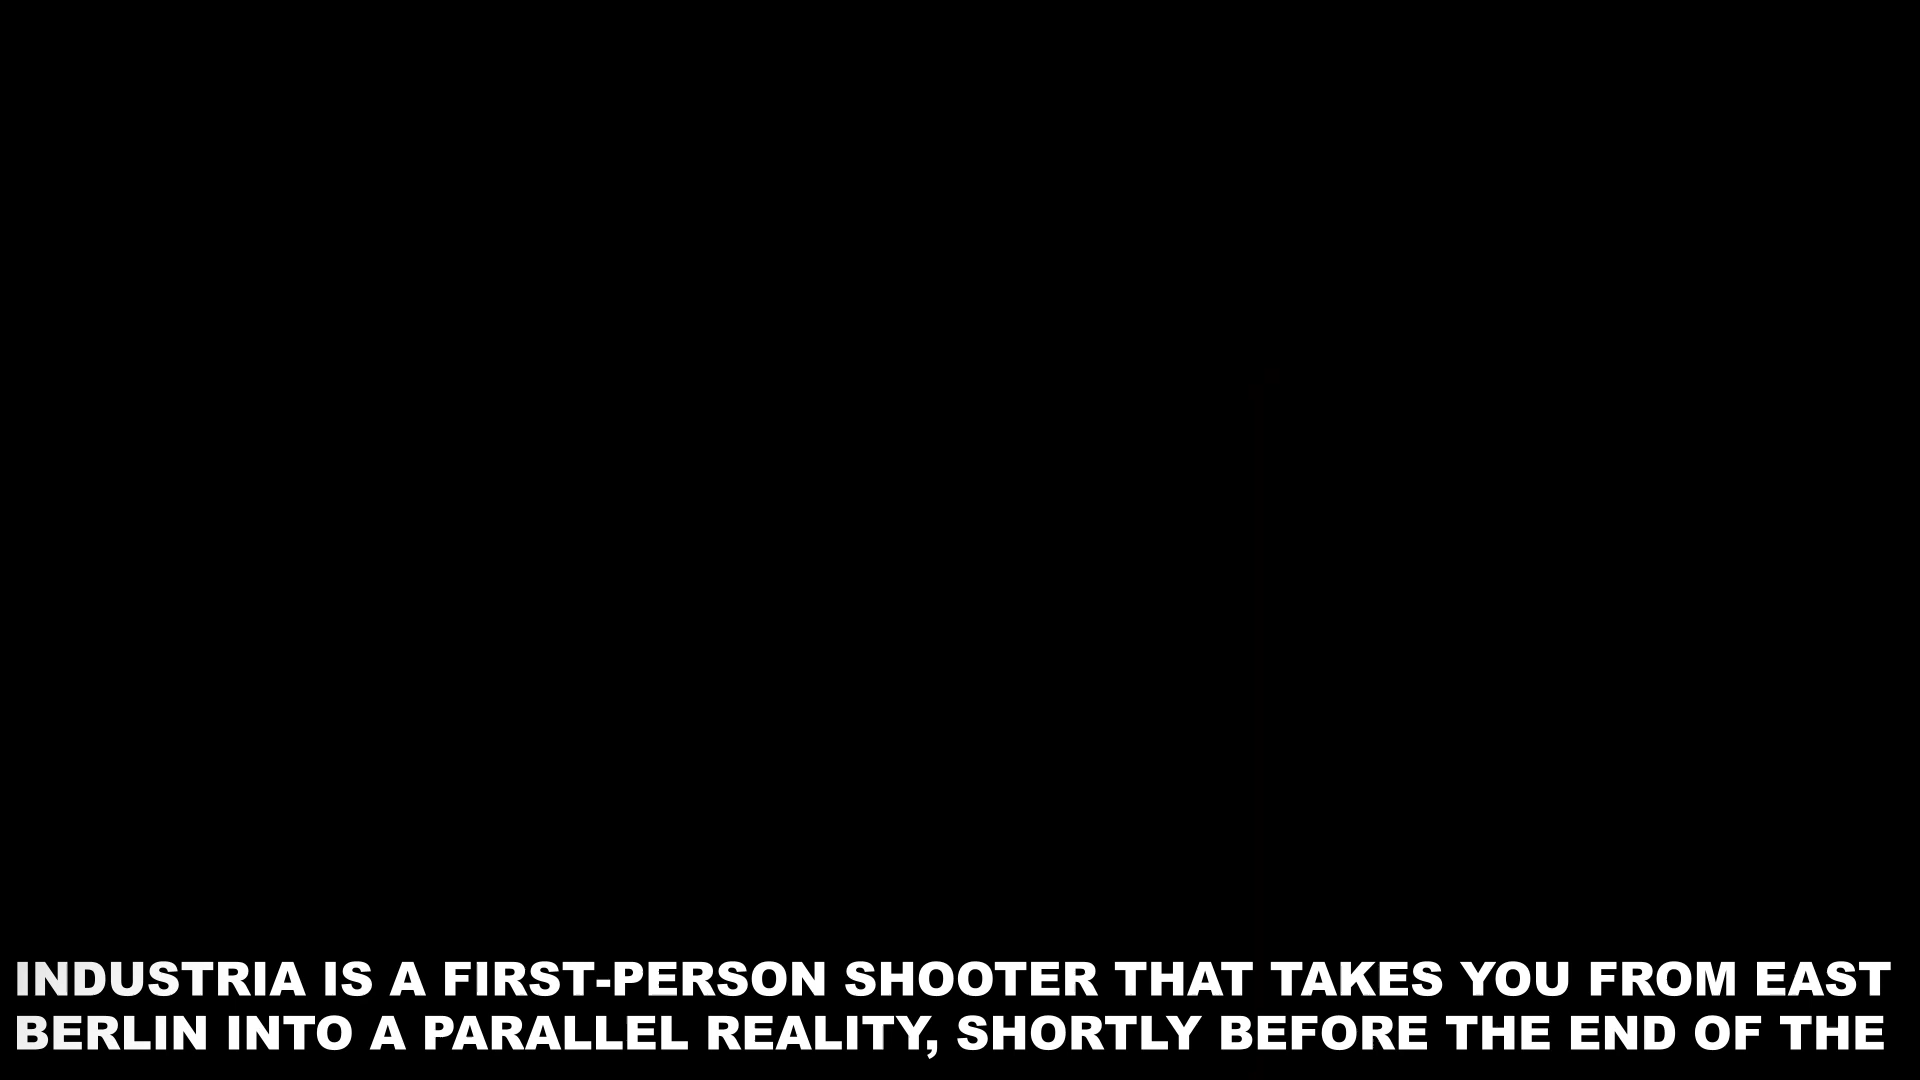 INDUSTRIA IS A FIRST-PERSON SHOOTER THAT TAKES YOU FROM EAST
BERLIN INTO A PARALLEL REALITY, SHORTLY BEFORE THE END OF THE